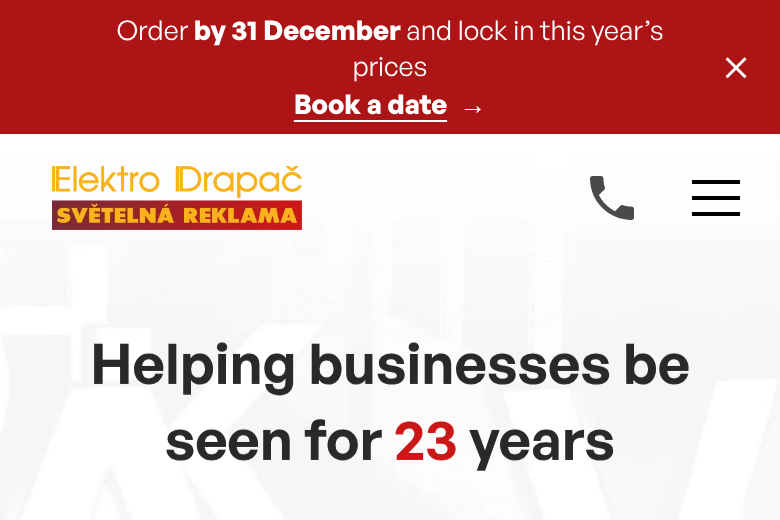 Order by 31 December and lock in this year’s
prices
Book a date →
Elektro Drapač
SVĚTELNÁ REKLAMA
Helping businesses be
seen for 23 years